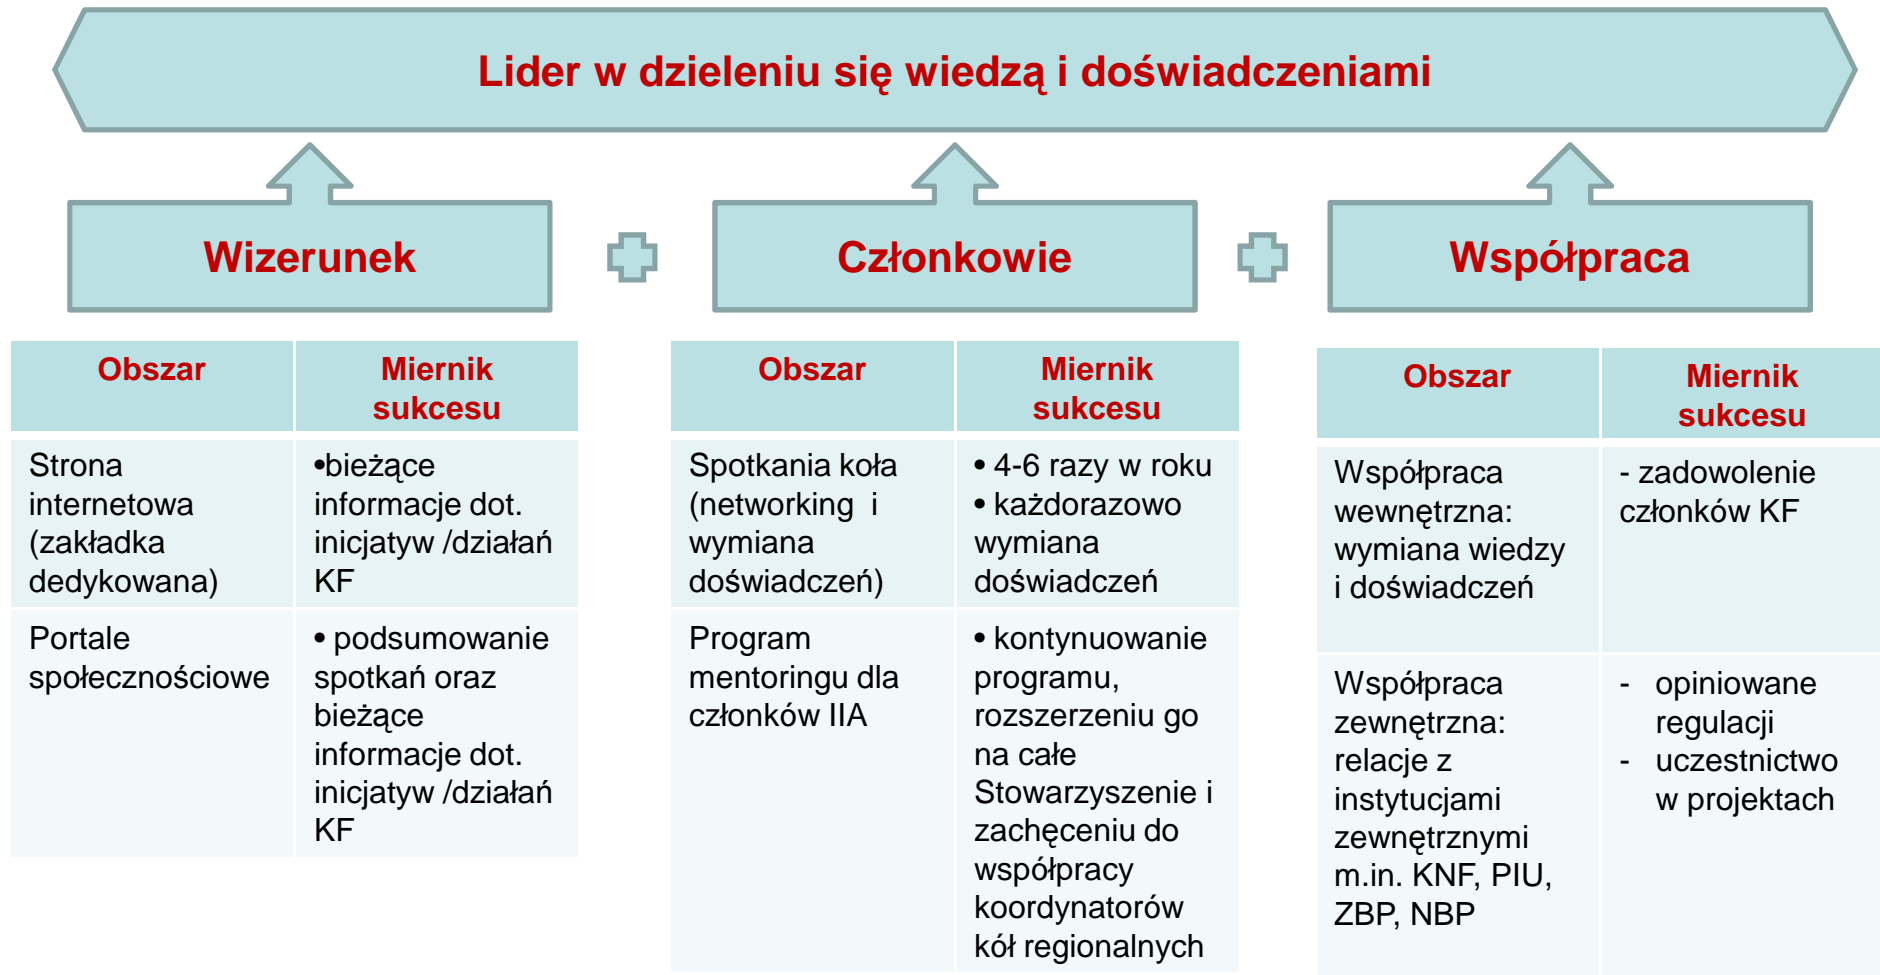 Lider w dzieleniu się wiedzą i doświadczeniami
Wizerunek
Członkowie
Współpraca
Obszar
Miernik
sukcesu
Strona
internetowa
(zakładka
dedykowana)
•bieżące
informacje dot.
inicjatyw /działań
KF
Portale
społecznościowe
• podsumowanie
spotkań oraz
bieżące
informacje dot.
inicjatyw /działań
KF
Obszar
Miernik
sukcesu
Spotkania koła
(networking i
wymiana
doświadczeń)
• 4-6 razy w roku
• każdorazowo
wymiana
doświadczeń
Program
mentoringu dla
członków IIA
• kontynuowanie
programu,
rozszerzeniu go
na całe
Stowarzyszenie i
zachęceniu do
współpracy
koordynatorów
kół regionalnych
Obszar
Miernik
sukcesu
Współpraca
wewnętrzna:
wymiana wiedzy
i doświadczeń
- zadowolenie
członków KF
Współpraca
zewnętrzna:
relacje z
instytucjami
zewnętrznymi
m.in. KNF, PIU,
ZBP, NBP
- opiniowane
regulacji
- uczestnictwo
w projektach